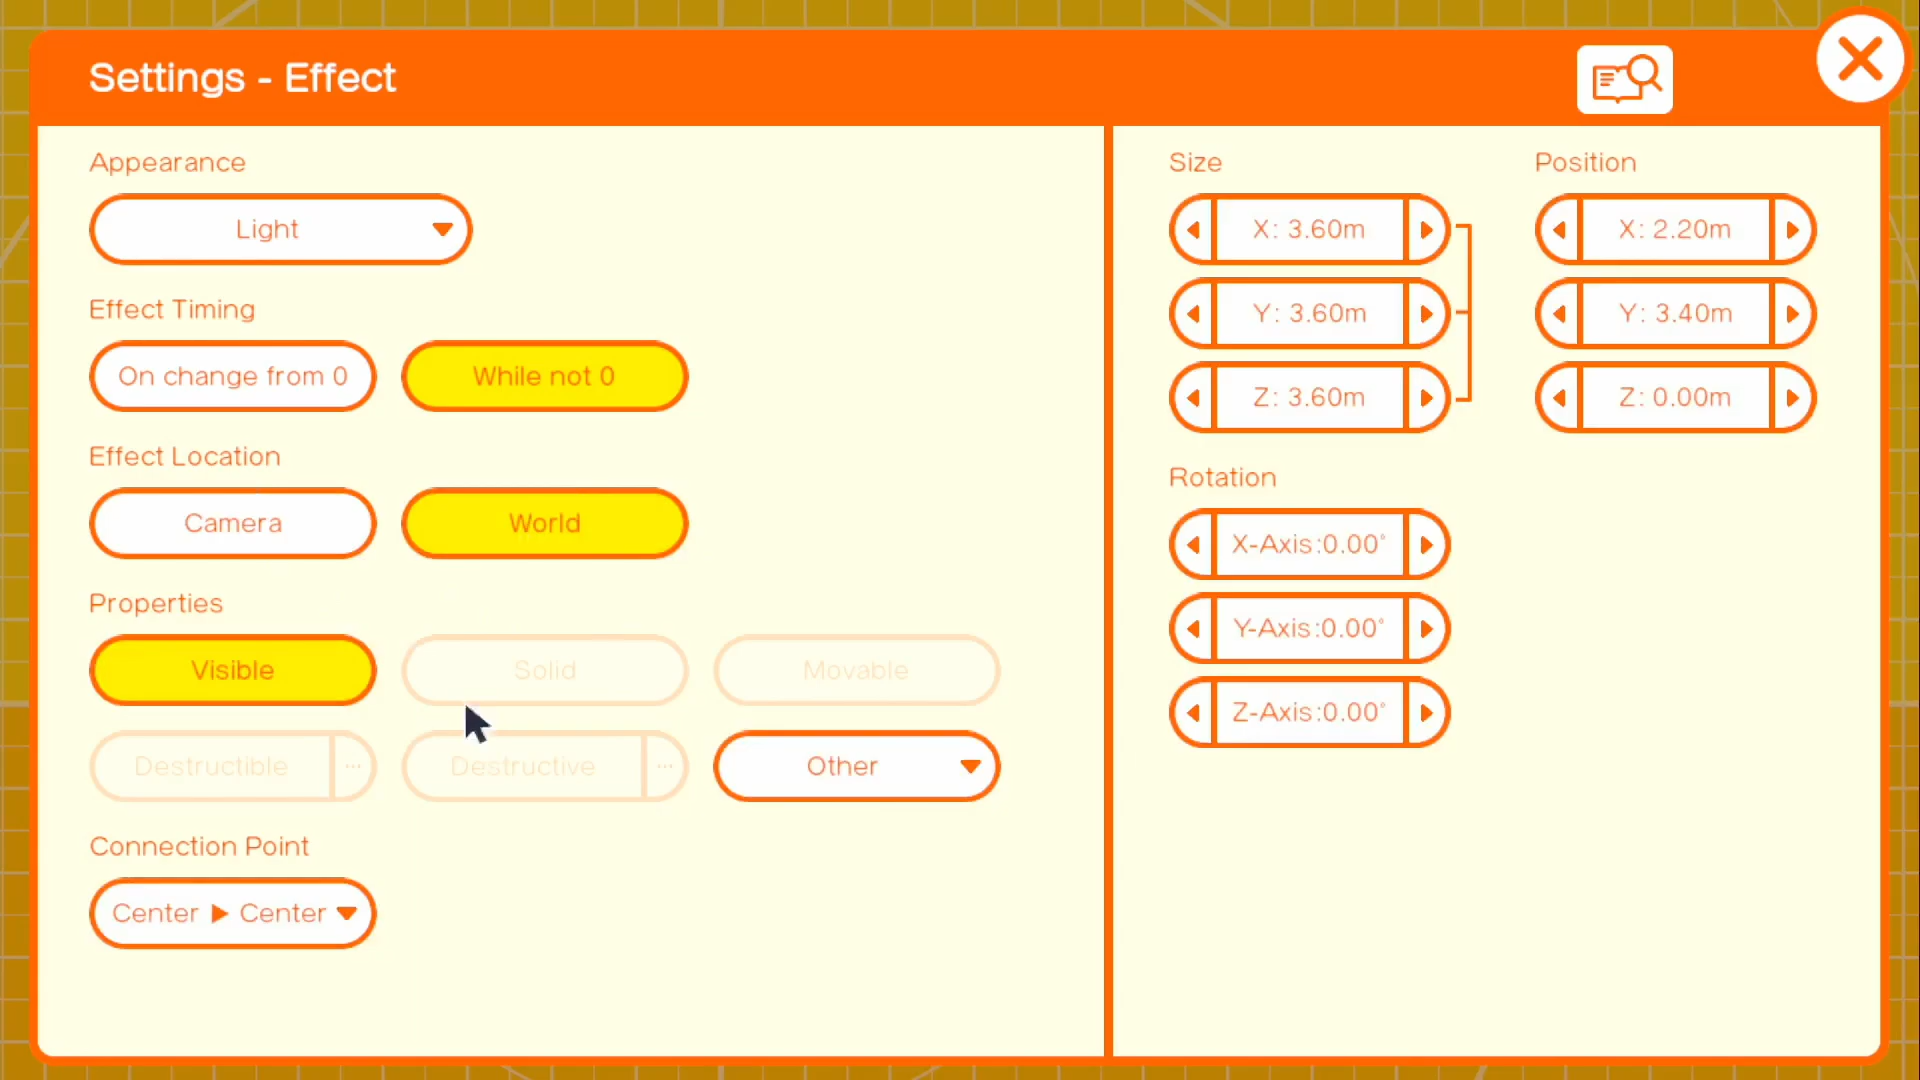 Settings - Effect
Appearance
Light
Effect Timing
On change from 0
While not 0
Effect Location
Camera
World
Properties
Visible
Solid
Movable
Destructible ...
Destructive ...
Other
Connection Point
Center ▶ Center
Size
X: 3.60m
Y: 3.60m
Z: 3.60m
Position
X: 2.20m
Y: 3.40m
Z: 0.00m
Rotation
X-Axis:0.00°
Y-Axis:0.00°
Z-Axis:0.00°